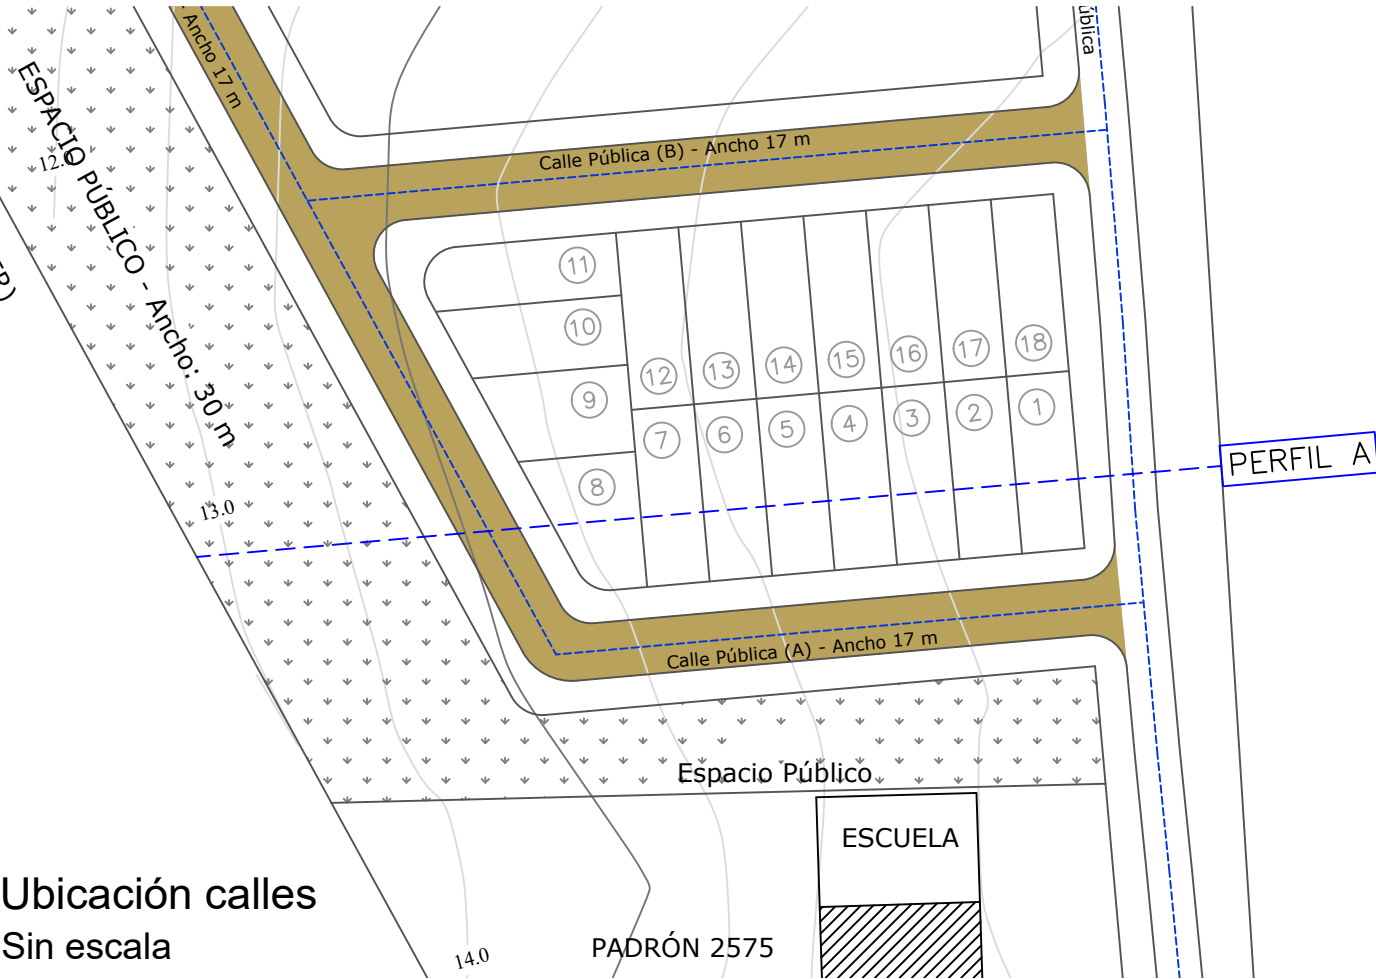 - Ancho 17 m
ública
ESPACIO PÚBLICO - Ancho: 30 m
12.0
Calle Pública (B) - Ancho 17 m
11
10
9
8
12
13
14
15
16
17
18
7
6
5
4
3
2
1
PERFIL A
13.0
Calle Pública (A) - Ancho 17 m
Espacio Público
ESCUELA
Ubicación calles
Sin escala
PADRÓN 2575
14.0